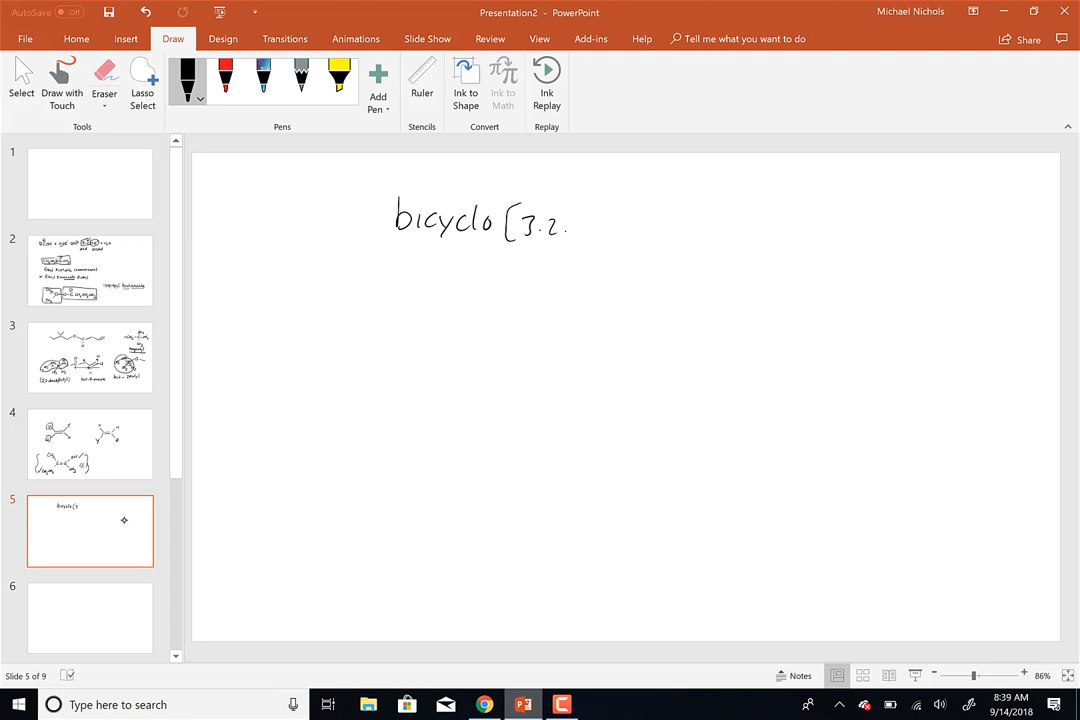 AutoSave Off
Presentation2 - PowerPoint
Michael Nichols
File Home Insert Draw Design Transitions Animations Slide Show Review View Add-ins Help Tell me what you want to do Share
Select
Draw with Touch
Eraser
Lasso Select
Add Pen
Ruler
Ink to Shape
Ink to Math
Ink Replay
Tools Pens Stencils Convert Replay
1
2
3
4
5
6
bicyclo [3.2.
Slide 5 of 9
Notes
86%
Type here to search
8:39 AM
9/14/2018